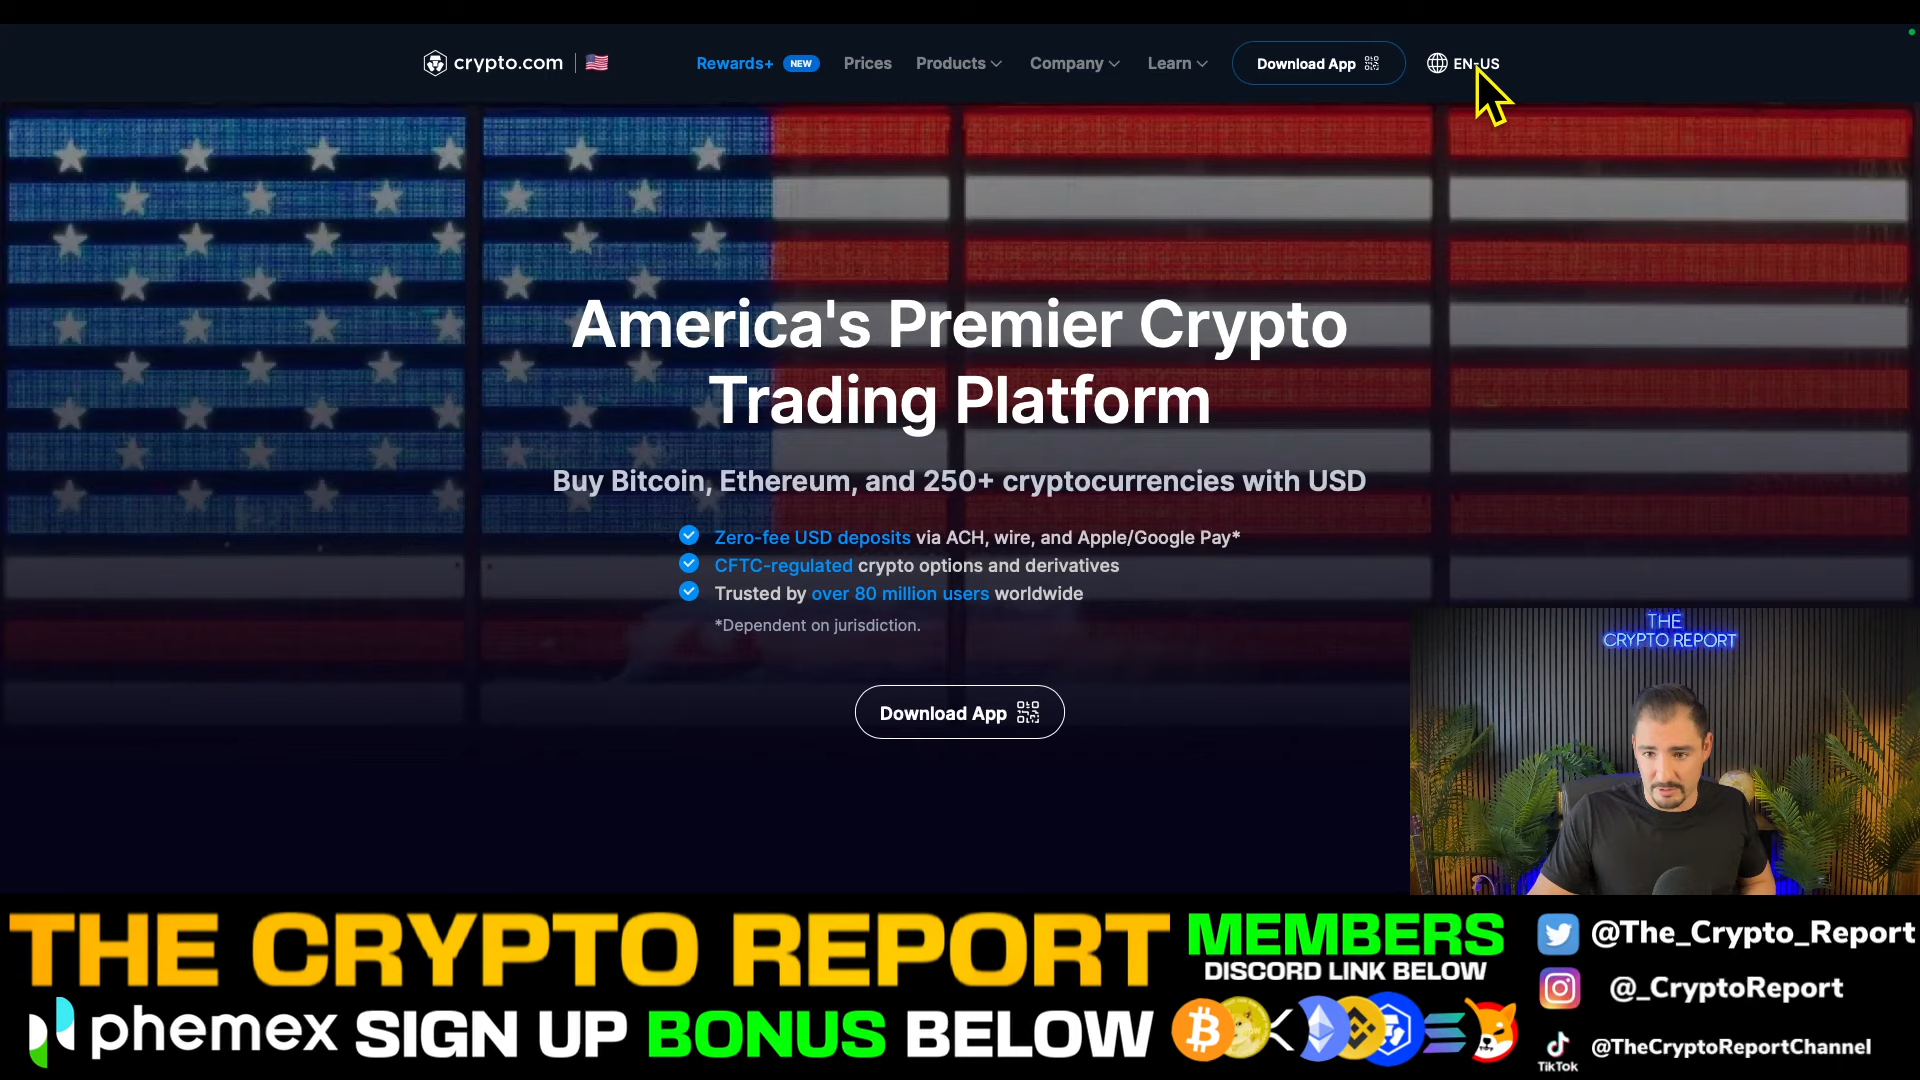 crypto.com
Rewards+ NEW Prices Products Company Learn Download App EN-US
America's Premier Crypto
Trading Platform
Buy Bitcoin, Ethereum, and 250+ cryptocurrencies with USD
Zero-fee USD deposits via ACH, wire, and Apple/Google Pay*
CFTC-regulated crypto options and derivatives
Trusted by over 80 million users worldwide
*Dependent on jurisdiction.
Download App
THE
CRYPTO REPORT
THE CRYPTO REPORT
phemex SIGN UP BONUS BELOW
MEMBERS
DISCORD LINK BELOW
@The_Crypto_Report
@_CryptoReport
TikTok @TheCryptoReportChannel